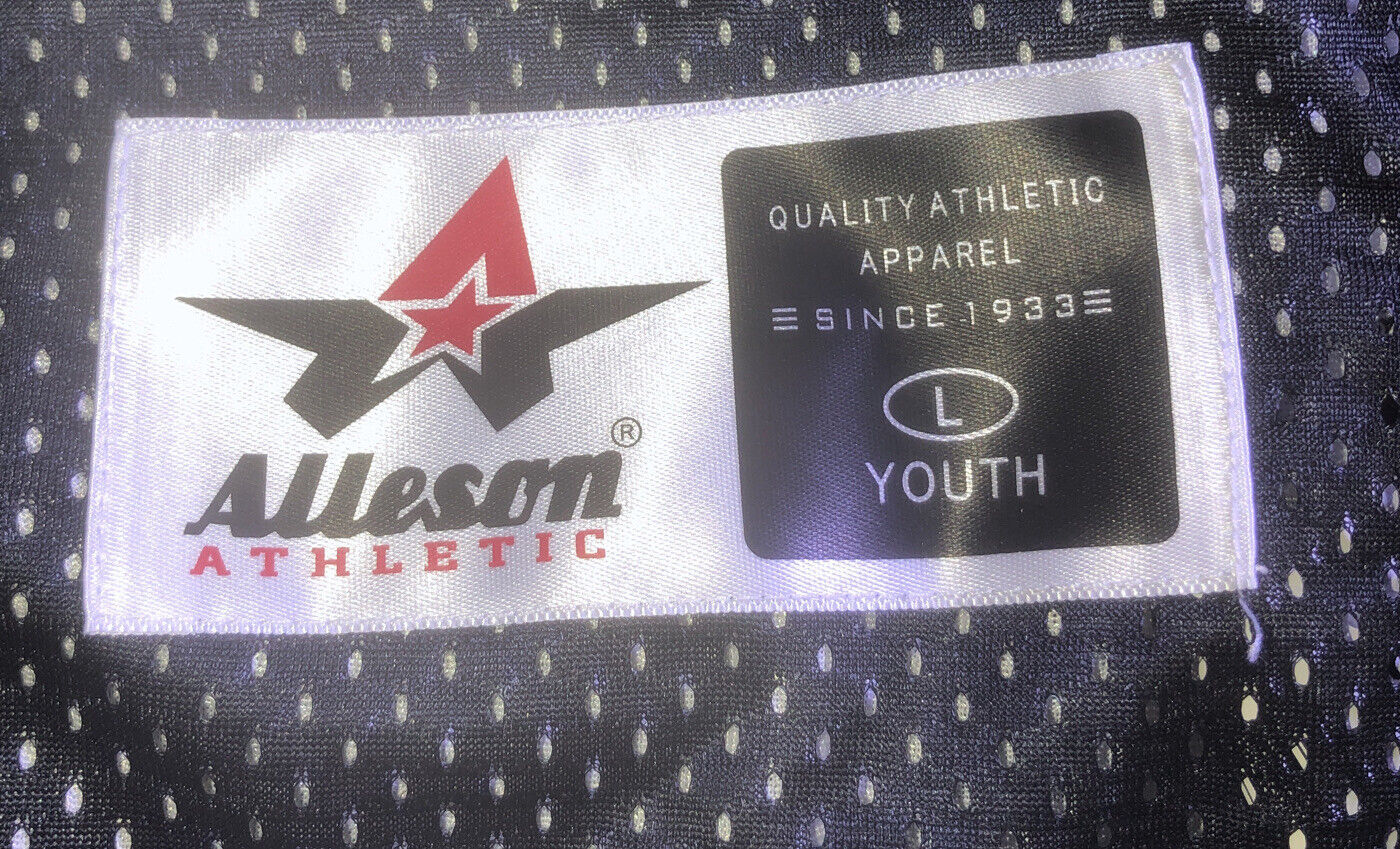 Alleson®
ATHLETIC
QUALITY ATHLETIC
APPAREL
SINCE 1933
L
YOUTH